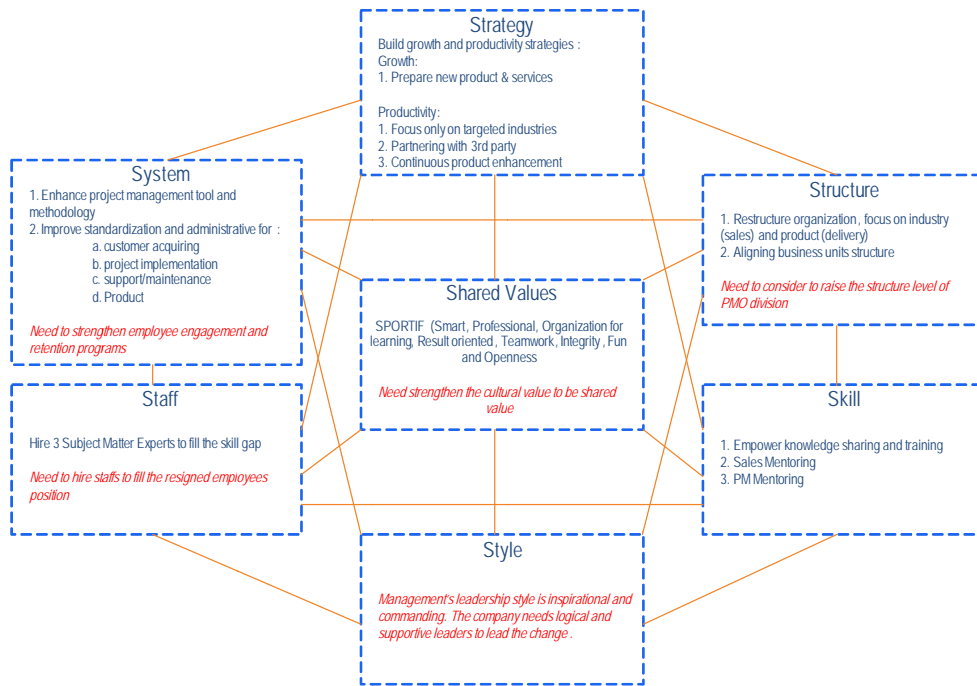 Strategy
Build growth and productivity strategies :
Growth:
1. Prepare new product & services
Productivity:
1. Focus only on targeted industries
2. Partnering with 3rd party
3. Continuous product enhancement
System
1. Enhance project management tool and
methodology
2. Improve standardization and administrative for :
a. customer acquiring
b. project implementation
c. support/maintenance
d. Product
Need to strengthen employee engagement and
retention programs
Structure
1. Restructure organization, focus on industry
(sales) and product (delivery)
2. Aligning business units structure
Need to consider to raise the structure level of
PMO division
Shared Values
SPORTIF (Smart, Professional, Organization for
learning, Result oriented, Teamwork, Integrity, Fun
and Openness
Need strengthen the cultural value to be shared
value
Staff
Hire 3 Subject Matter Experts to fill the skill gap
Need to hire staffs to fill the resigned employees
position
Skill
1. Empower knowledge sharing and training
2. Sales Mentoring
3. PM Mentoring
Style
Management's leadership style is inspirational and
commanding. The company needs logical and
supportive leaders to lead the change.